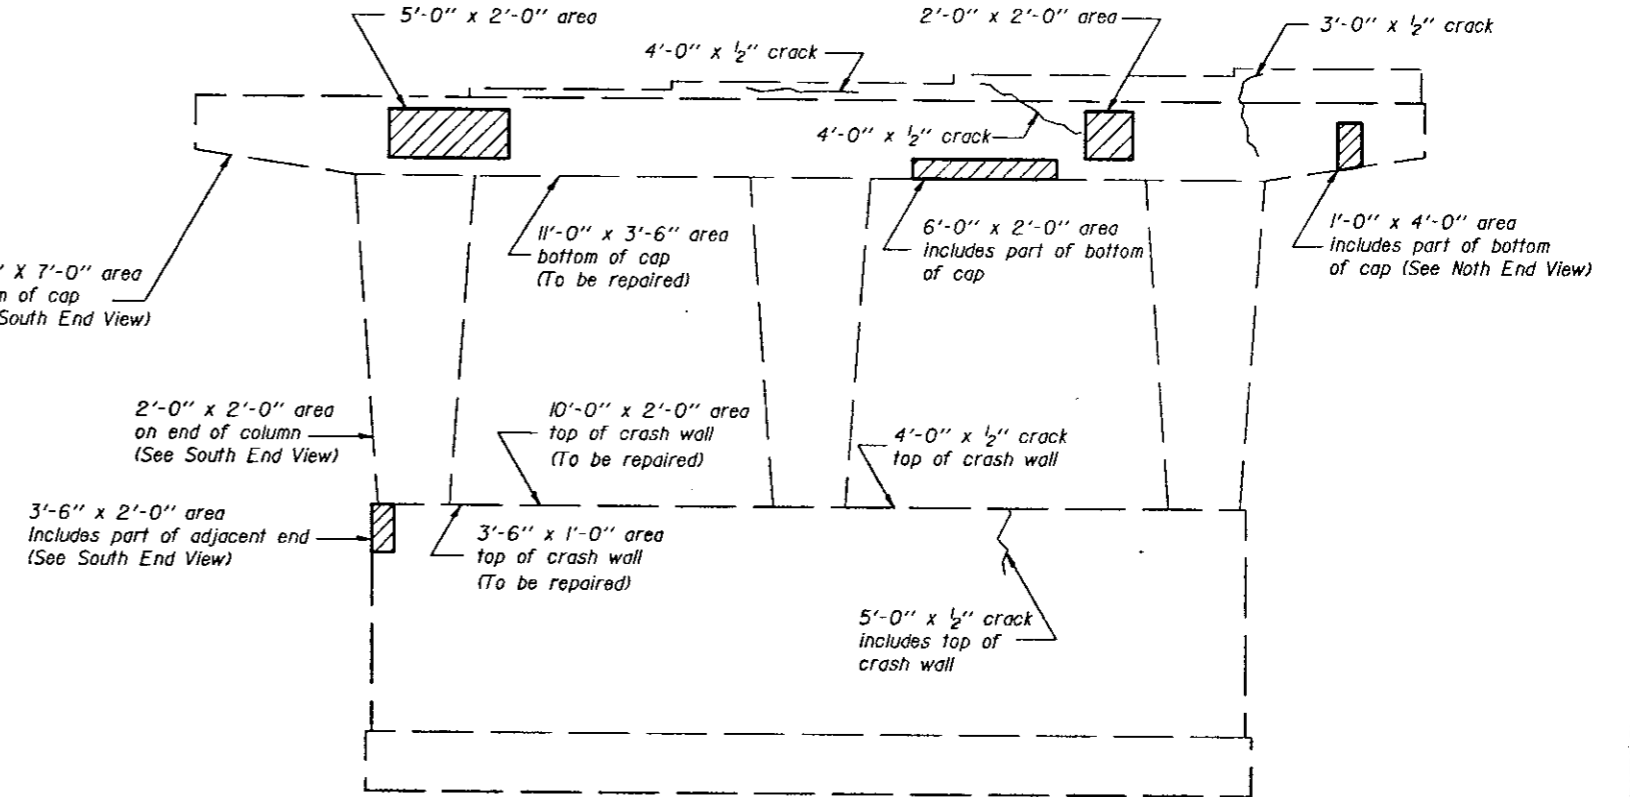 5'-0" x 2'-0" area
2'-0" x 2'-0" area
3'-0" x ½" crack
4'-0" x ½" crack
4'-0" x ½" crack
11'-0" x 3'-6" area
bottom of cap
(To be repaired)
6'-0" x 2'-0" area
includes part of bottom
of cap
1'-0" x 4'-0" area
includes part of bottom
of cap (See Noth End View)
X 7'-0" area
of cap
South End View)
2'-0" x 2'-0" area
on end of column
(See South End View)
10'-0" x 2'-0" area
top of crash wall
(To be repaired)
4'-0" x ½" crack
top of crash wall
3'-6" x 2'-0" area
Includes part of adjacent end
(See South End View)
3'-6" x 1'-0" area
top of crash wall
(To be repaired)
5'-0" x ½" crack
includes top of
crash wall